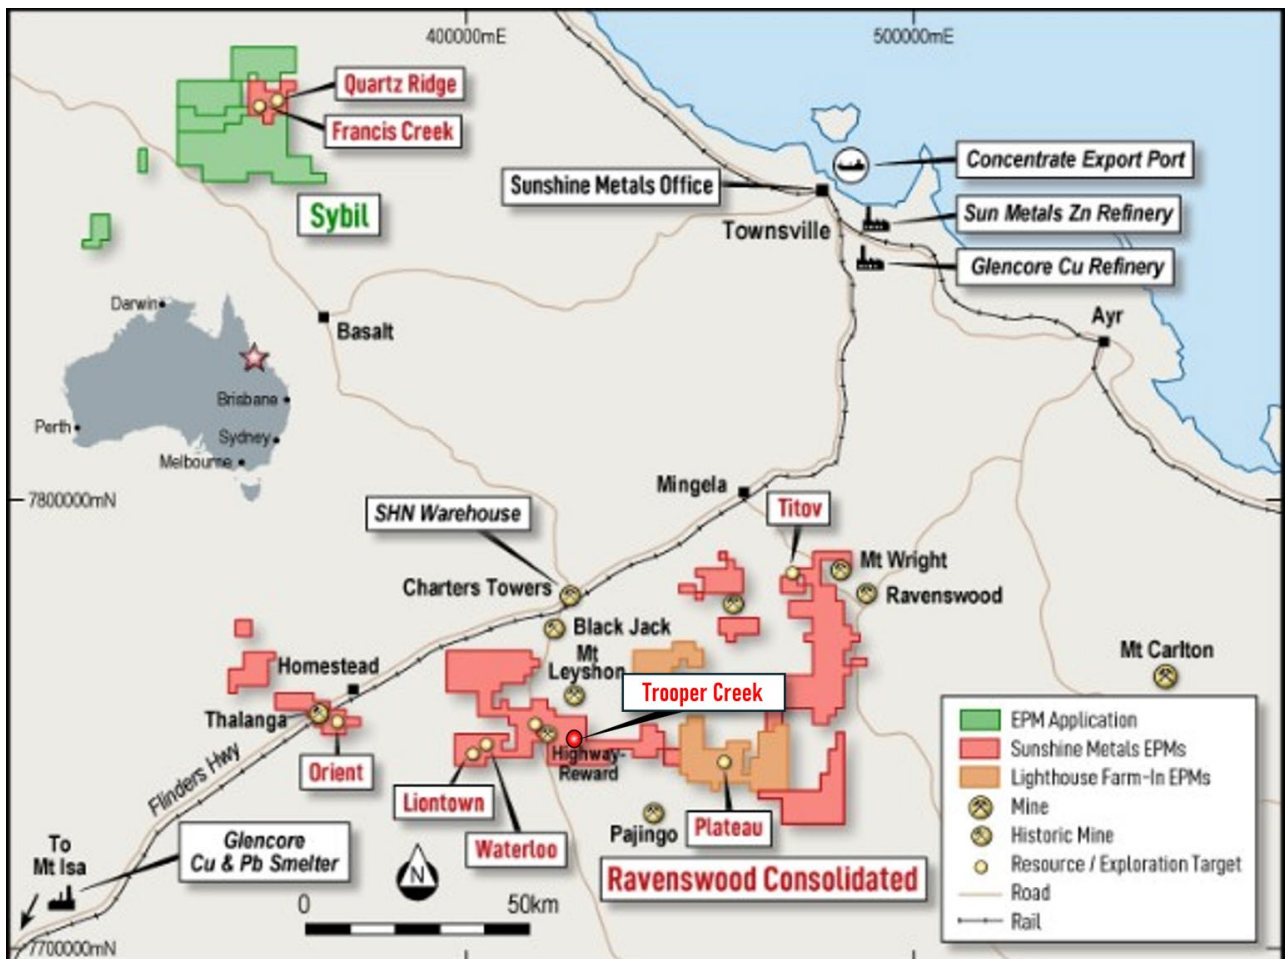 400000mE
500000mE
Quartz Ridge
Francis Creek
Sybil
Concentrate Export Port
Sunshine Metals Office
Sun Metals Zn Refinery
Townsville
Glencore Cu Refinery
Darwin
Basalt
Ayr
Brisbane
Perth
Sydney
Melbourne
7800000mN
Mingela
SHN Warehouse
Titov
Mt Wright
Charters Towers
Ravenswood
Black Jack
Mt
Leyshon
Mt Carlton
Homestead
Trooper Creek
Thalanga
Highway-
Reward
Orient
Flinders Hwy
Liontown
Pajingo
Plateau
Waterloo
Glencore
Cu & Pb Smelter
To
Mt Isa
Ravenswood Consolidated
N
0
50km
7700000mN
EPM Application
Sunshine Metals EPMs
Lighthouse Farm-In EPMs
Mine
Historic Mine
Resource / Exploration Target
Road
Rail